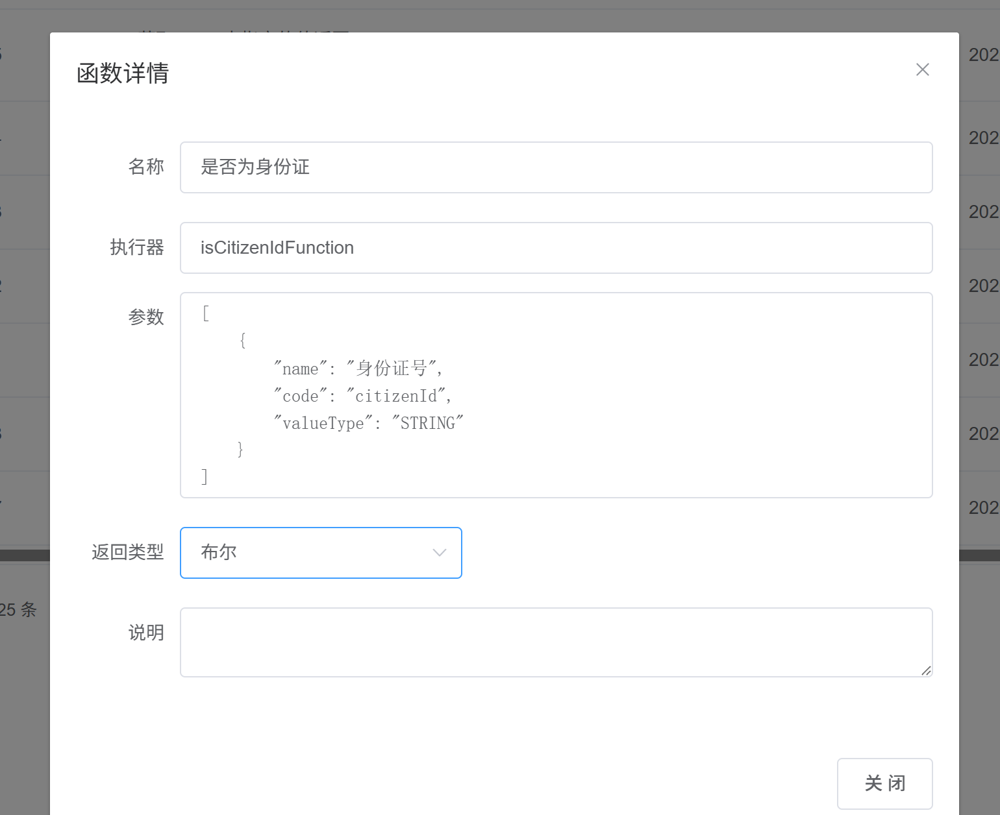 函数详情
名称
是否为身份证
执行器
isCitizenIdFunction
参数
[
{
"name": "身份证号",
"code": "citizenId",
"valueType": "STRING"
}
]
返回类型
布尔
说明
关 闭
25 条
202
202
202
202
202
202
202